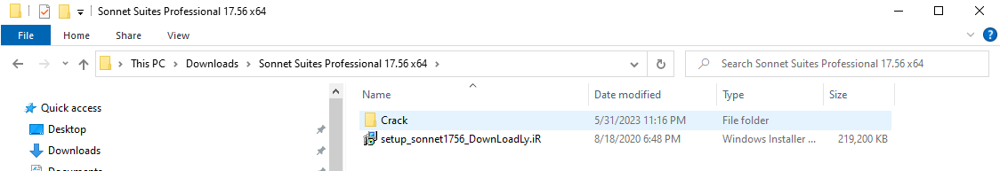 Sonnet Suites Professional 17.56 x64
File Home Share View
This PC Downloads Sonnet Suites Professional 17.56 x64 Search Sonnet Suites Professional 17.56 x64
Name Date modified Type Size
Quick access
Crack 5/31/2023 11:16 PM File folder
Desktop
setup_sonnet1756_DownLoadLy.iR 8/18/2020 6:48 PM Windows Installer ... 219,200 KB
Downloads